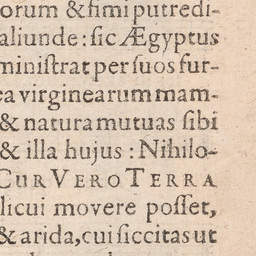 orum & fimi putredi-
aliunde : ſic Ægyptus
miniſtrat per ſuos fur-
ea virginearum mam-
& natura mutuas ſibi
& illa hujus : Nihilo-
CUR VERO TERRA
licui movere poſſet,
& arida, cui ſiccitas ut